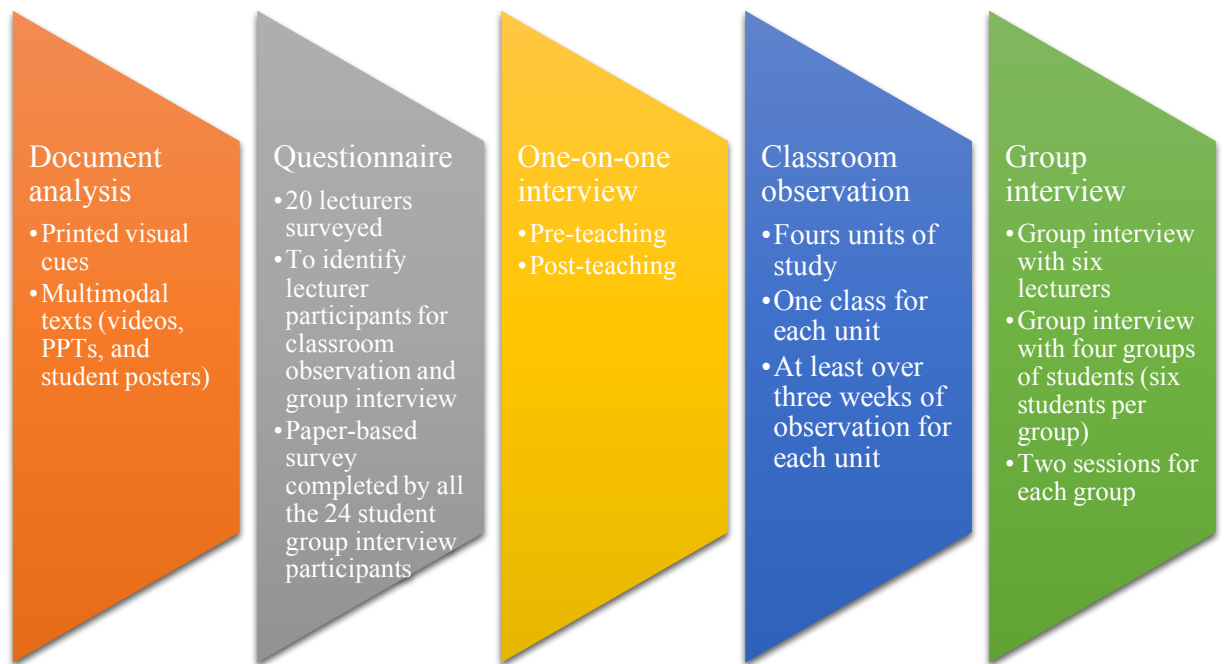 Document
analysis
•Printed visual
cues
•Multimodal
texts (videos,
PPTs, and
student posters)
Questionnaire
•20 lecturers
surveyed
•To identify
lecturer
participants for
classroom
observation and
group interview
•Paper-based
survey
completed by all
the 24 student
group interview
participants
One-on-one
interview
•Pre-teaching
•Post-teaching
Classroom
observation
•Fours units of
study
•One class for
each unit
•At least over
three weeks of
observation for
each unit
Group
interview
•Group interview
with six
lecturers
•Group interview
with four groups
of students (six
students per
group)
•Two sessions for
each group